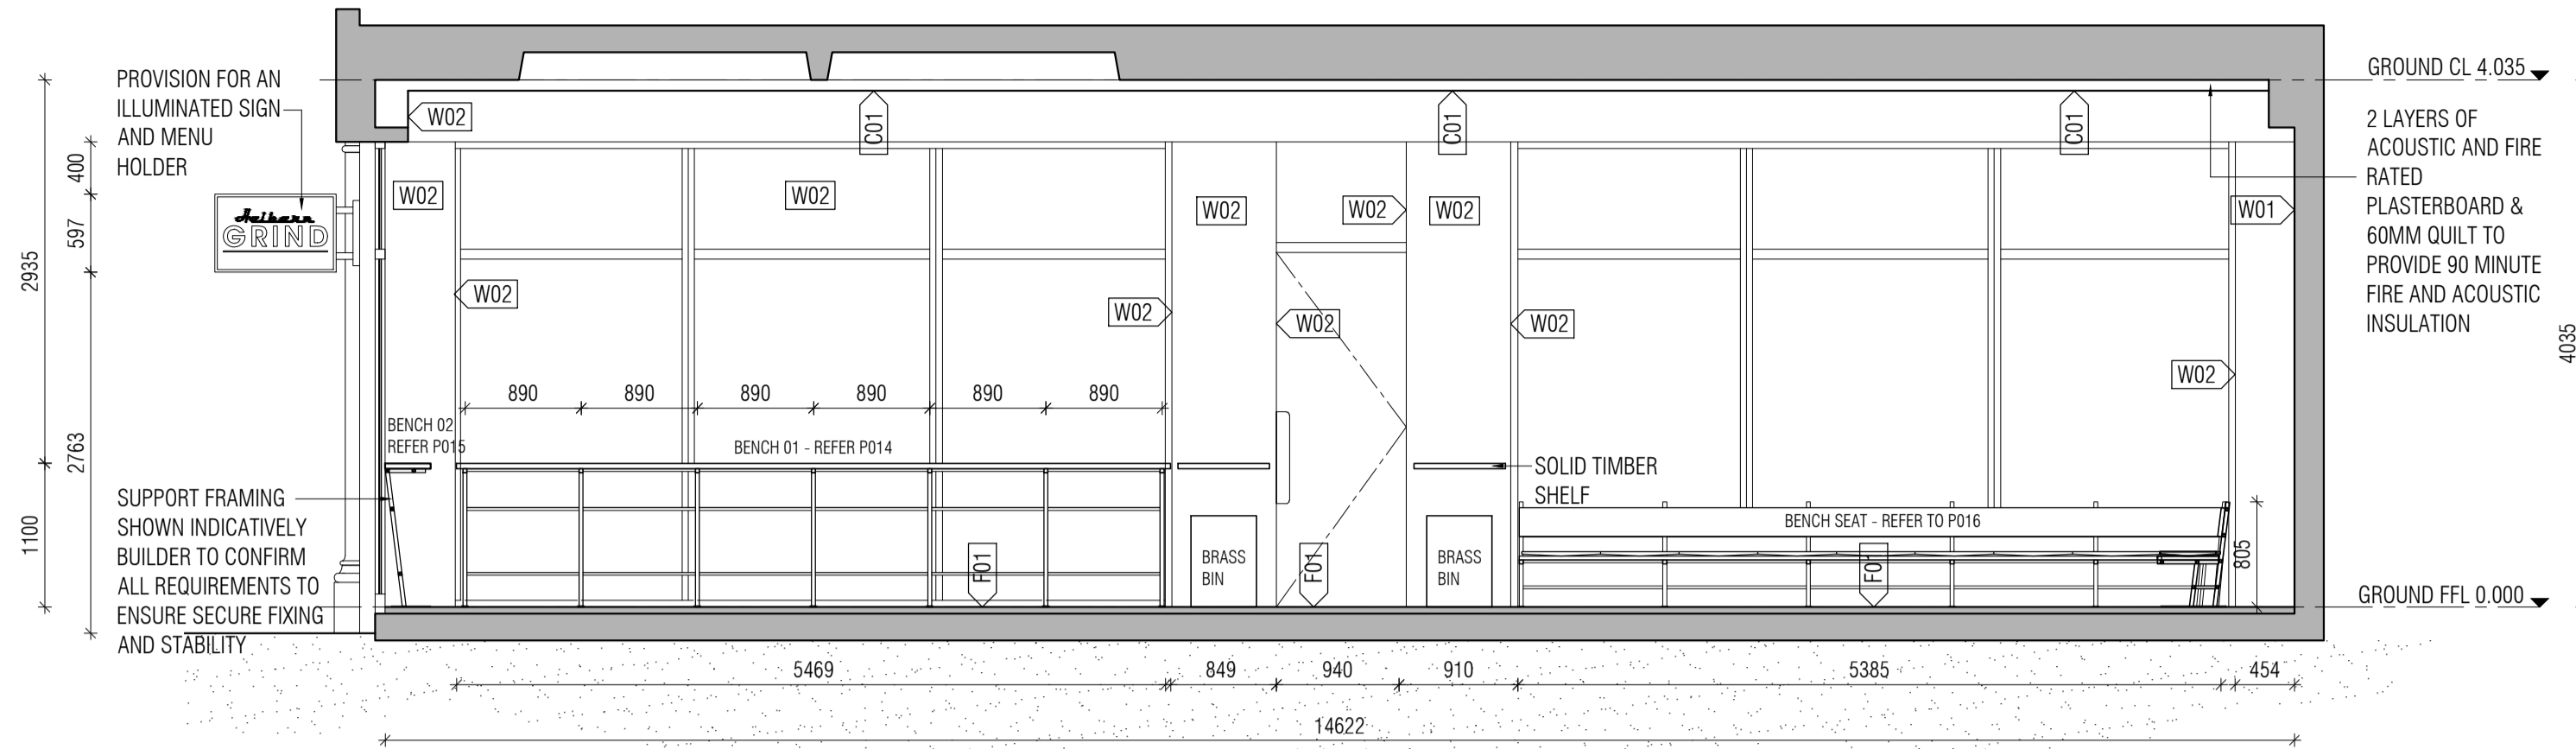 PROVISION FOR AN
ILLUMINATED SIGN
AND MENU
HOLDER
GROUND CL 4.035
2 LAYERS OF
ACOUSTIC AND FIRE
RATED
PLASTERBOARD &
60MM QUILT TO
PROVIDE 90 MINUTE
FIRE AND ACOUSTIC
INSULATION
4035
W02
C01
C01
C01
400
597
2763
2935
1100
W02
W02
W02
W02
W02
W01
GRIND
W02
W02
W02
W02
W02
890 890 890 890 890 890
BENCH 02
REFER P015
BENCH 01 - REFER P014
SOLID TIMBER
SHELF
SUPPORT FRAMING
SHOWN INDICATIVELY
BUILDER TO CONFIRM
ALL REQUIREMENTS TO
ENSURE SECURE FIXING
AND STABILITY
BENCH SEAT - REFER TO P016
BRASS
BIN
BRASS
BIN
F01
F01
F01
805
GROUND FFL 0.000
5469 849 940 910 5385 454
14622